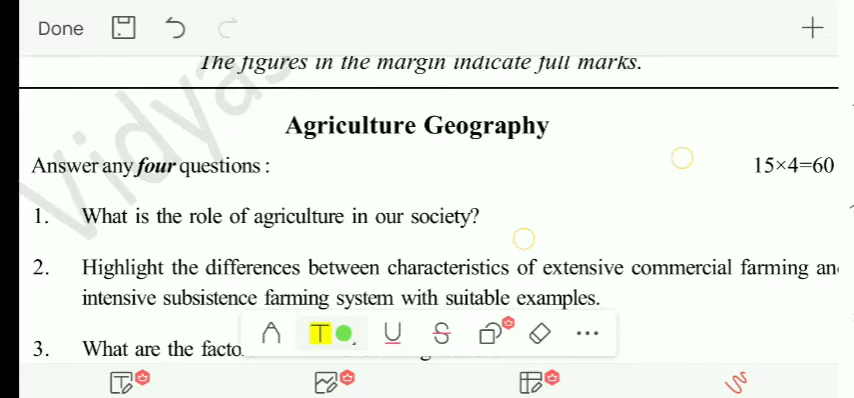 Done
The figures in the margin indicate full marks.
Agriculture Geography
Answer any four questions : 15×4=60
1. What is the role of agriculture in our society?
2. Highlight the differences between characteristics of extensive commercial farming an
intensive subsistence farming system with suitable examples.
T U S
3. What are the facto